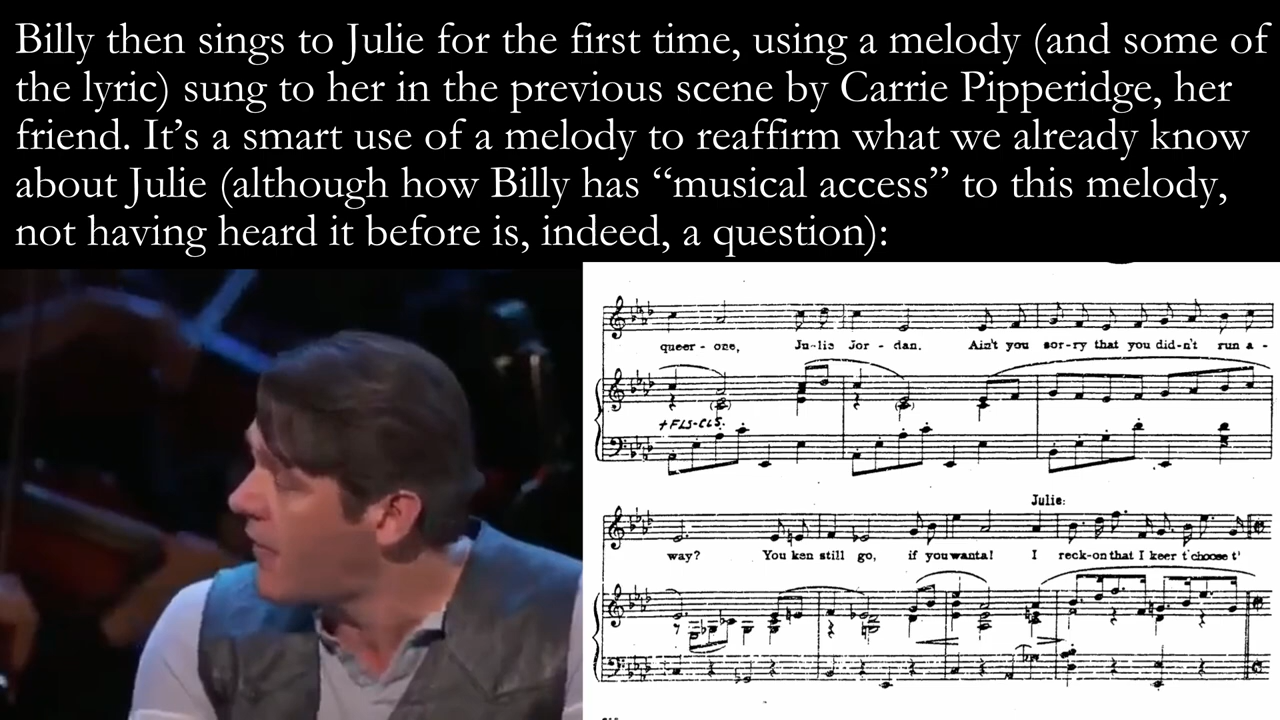 Billy then sings to Julie for the first time, using a melody (and some of
the lyric) sung to her in the previous scene by Carrie Pipperidge, her
friend. It’s a smart use of a melody to reaffirm what we already know
about Julie (although how Billy has “musical access” to this melody,
not having heard it before is, indeed, a question):
queer - one, Ju - lie Jor - dan. Ain't you sor-ry that you did-n't run a -
+FLS-CLS.
Julie:
way? You ken still go, if you wanta! I reck-on that I keer t' choose t'